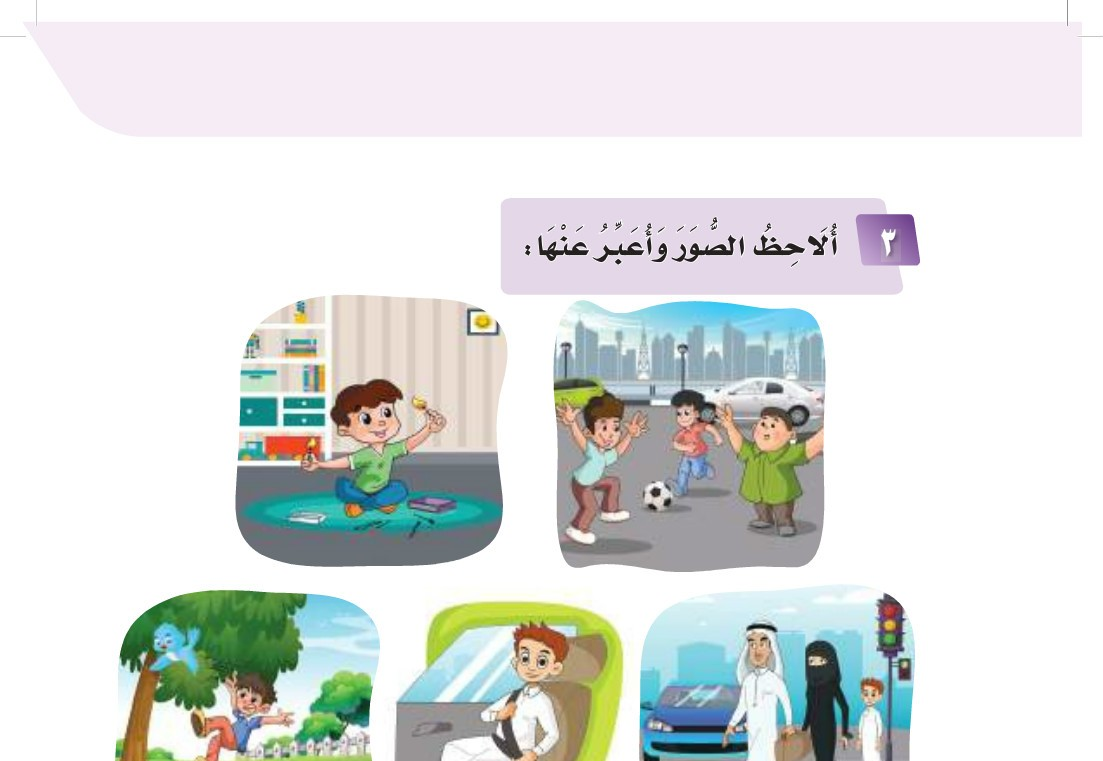 ٣
أُلَاحِظُ الصُّوَرَ وَأُعَبِّرُ عَنْهَا :